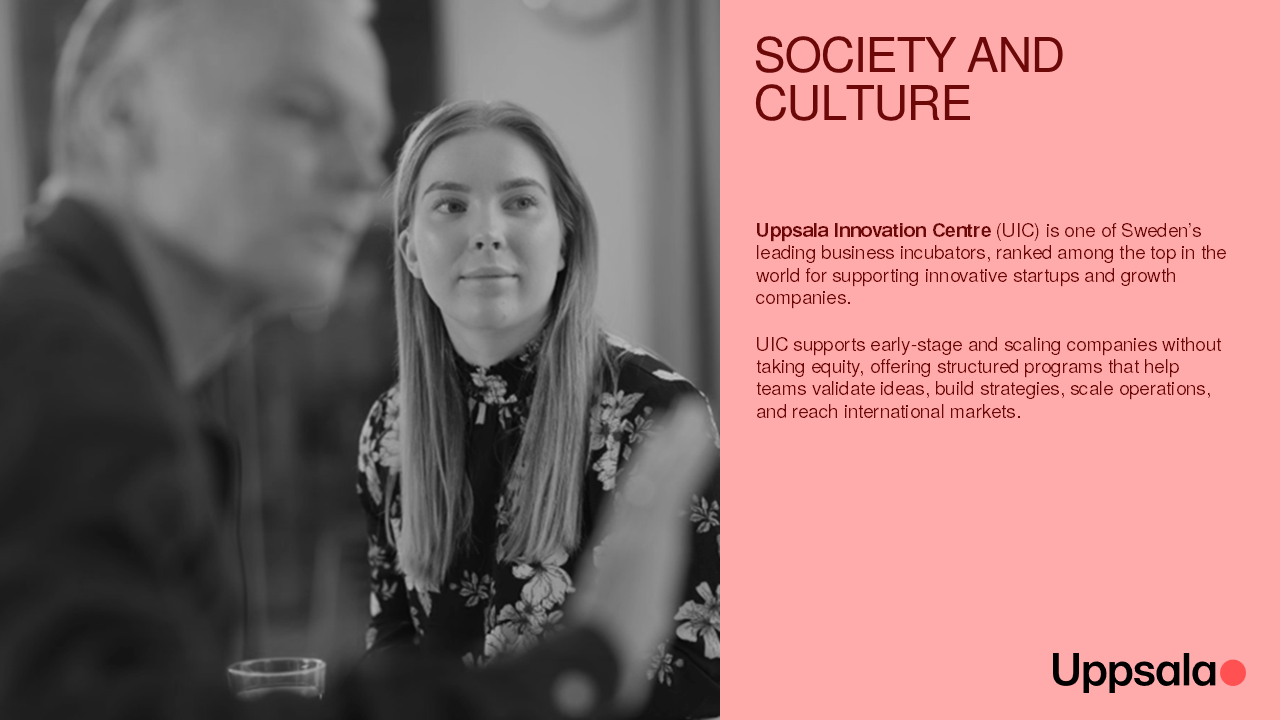 SOCIETY AND
CULTURE
Uppsala Innovation Centre (UIC) is one of Sweden’s
leading business incubators, ranked among the top in the
world for supporting innovative startups and growth
companies.
UIC supports early-stage and scaling companies without
taking equity, offering structured programs that help
teams validate ideas, build strategies, scale operations,
and reach international markets.
Uppsala